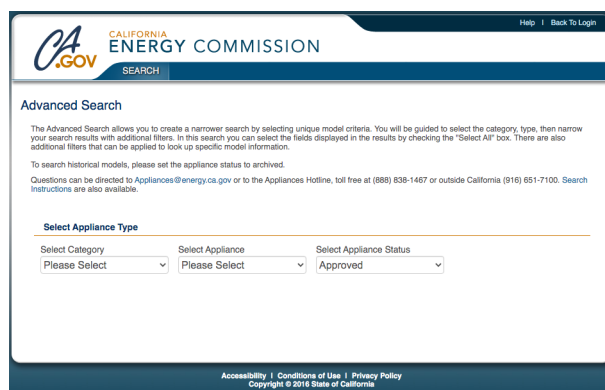 Help | Back To Login
CA.GOV
CALIFORNIA
ENERGY COMMISSION
SEARCH
Advanced Search
The Advanced Search allows you to create a narrower search by selecting unique model criteria. You will be guided to select the category, type, then narrow
your search results with additional filters. In this search you can select the fields displayed in the results by checking the "Select All" box. There are also
additional filters that can be applied to look up specific model information.
To search historical models, please set the appliance status to archived.
Questions can be directed to Appliances@energy.ca.gov or to the Appliances Hotline, toll free at (888) 838-1467 or outside California (916) 651-7100. Search
Instructions are also available.
Select Appliance Type
Select Category Select Appliance Select Appliance Status
Please Select Please Select Approved
Accessibility | Conditions of Use | Privacy Policy
Copyright © 2016 State of California